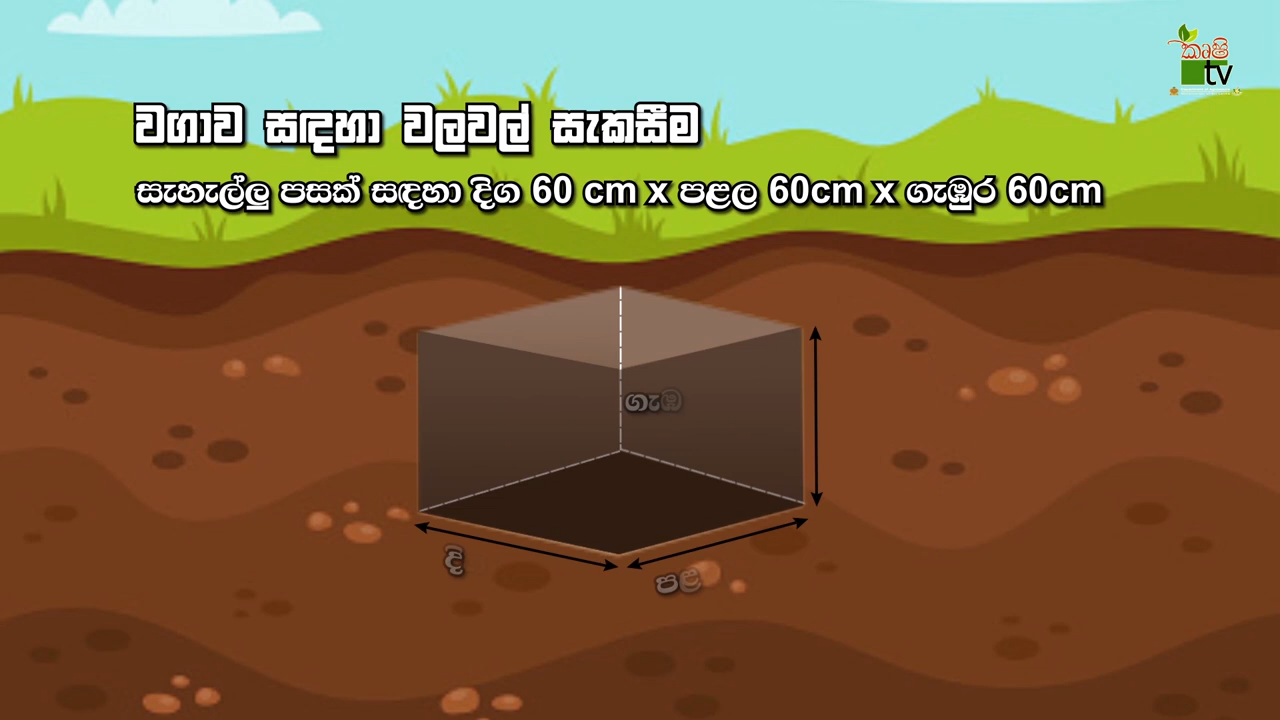 කෘෂි
tv
වගාව සඳහා වලවල් සැකසීම
සැහැල්ලු පසක් සඳහා දිග 60 cm x පළල 60cm x ගැඹුර 60cm
ගැඹ
දි
පළ